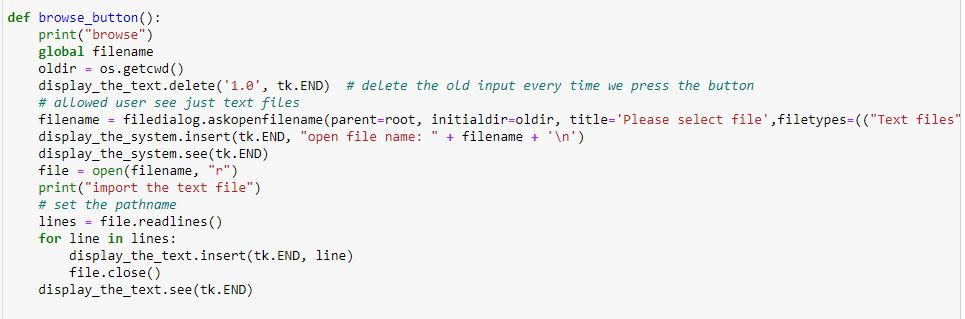 def browse_button():
    print("browse")
    global filename
    oldir = os.getcwd()
    display_the_text.delete('1.0', tk.END)  # delete the old input every time we press the button
    # allowed user see just text files
    filename = filedialog.askopenfilename(parent=root, initialdir=oldir, title='Please select file',filetypes=(("Text files"
    display_the_system.insert(tk.END, "open file name: " + filename + '\n')
    display_the_system.see(tk.END)
    file = open(filename, "r")
    print("import the text file")
    # set the pathname
    lines = file.readlines()
    for line in lines:
        display_the_text.insert(tk.END, line)
        file.close()
    display_the_text.see(tk.END)